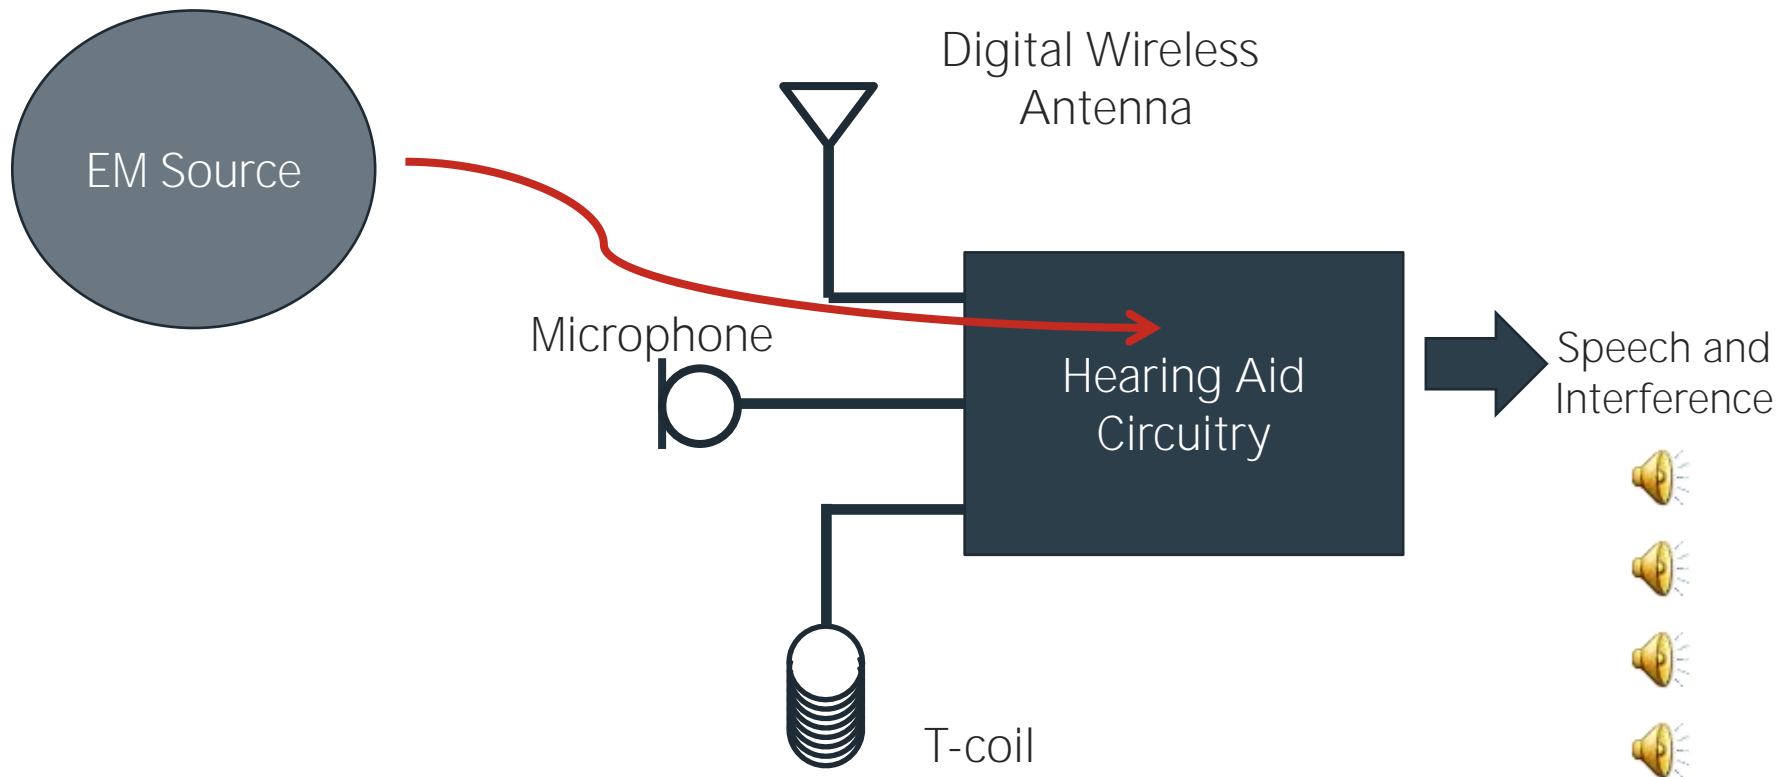 Digital Wireless
Antenna
EM Source
Microphone
Hearing Aid
Circuitry
Speech and
Interference
T-coil